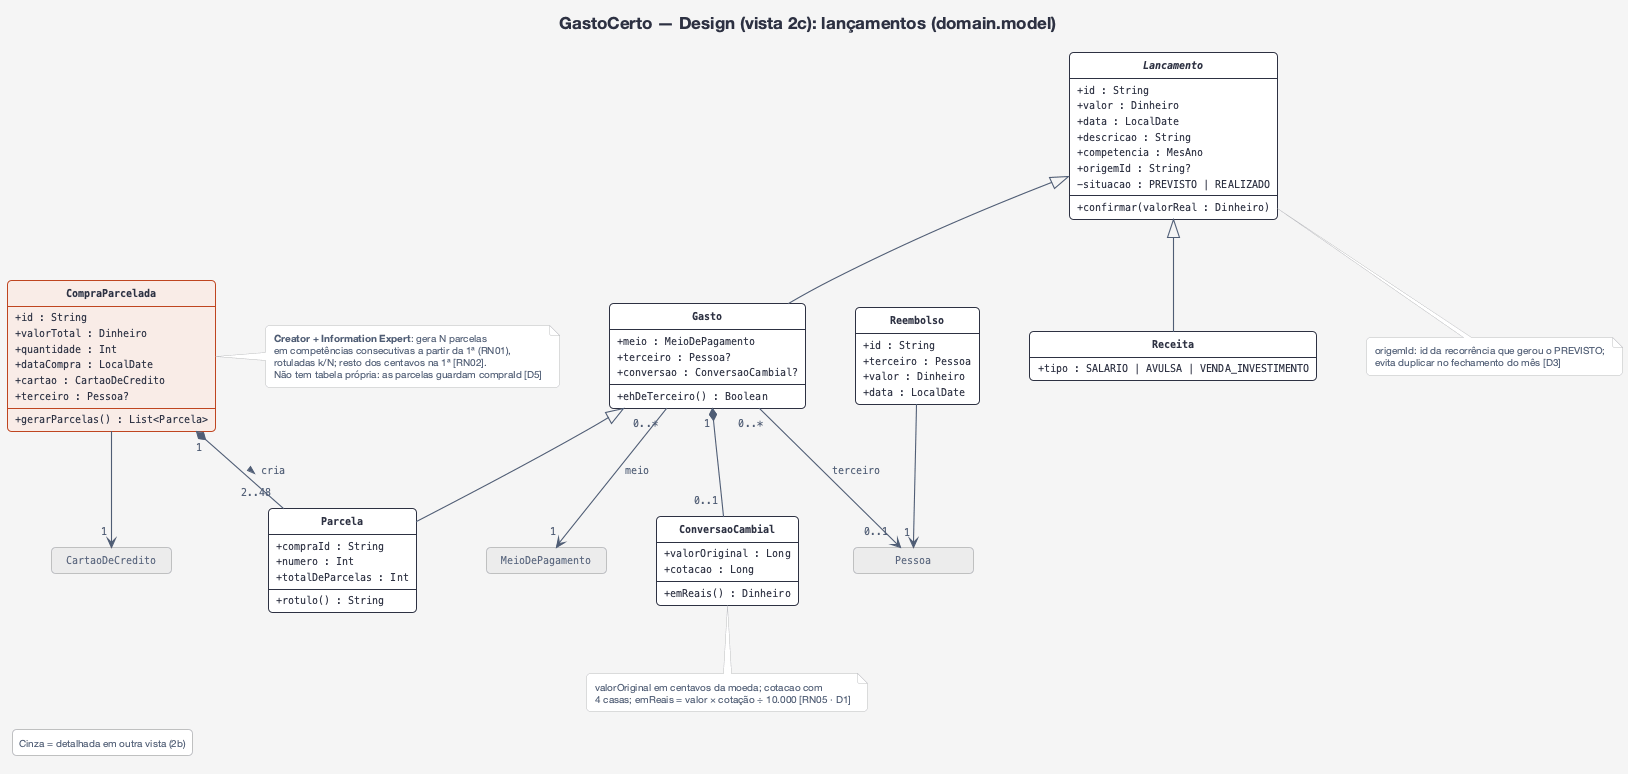 GastoCerto — Design (vista 2c): lançamentos (domain.model)
Lancamento
+id : String
+valor : Dinheiro
+data : LocalDate
+descricao : String
+competencia : MesAno
+origemId : String?
−situacao : PREVISTO | REALIZADO
+confirmar(valorReal : Dinheiro)
CompraParcelada
+id : String
+valorTotal : Dinheiro
+quantidade : Int
+dataCompra : LocalDate
+cartao : CartaoDeCredito
+terceiro : Pessoa?
+gerarParcelas() : List<Parcela>
Creator + Information Expert: gera N parcelas
em competências consecutivas a partir da 1ª (RN01),
rotuladas k/N; resto dos centavos na 1ª [RN02].
Não tem tabela própria: as parcelas guardam compraId [D5]
Gasto
+meio : MeioDePagamento
+terceiro : Pessoa?
+conversao : ConversaoCambial?
+ehDeTerceiro() : Boolean
Reembolso
+id : String
+terceiro : Pessoa
+valor : Dinheiro
+data : LocalDate
Receita
+tipo : SALARIO | AVULSA | VENDA_INVESTIMENTO
origemId: id da recorrência que gerou o PREVISTO;
evita duplicar no fechamento do mês [D3]
1
cria
2..48
0..*
meio
1
1
0..1
0..*
terceiro
0..1
1
1
CartaoDeCredito
Parcela
+compraId : String
+numero : Int
+totalDeParcelas : Int
+rotulo() : String
MeioDePagamento
ConversaoCambial
+valorOriginal : Long
+cotacao : Long
+emReais() : Dinheiro
Pessoa
valorOriginal em centavos da moeda; cotacao com
4 casas; emReais = valor × cotação ÷ 10.000 [RN05 · D1]
Cinza = detalhada em outra vista (2b)